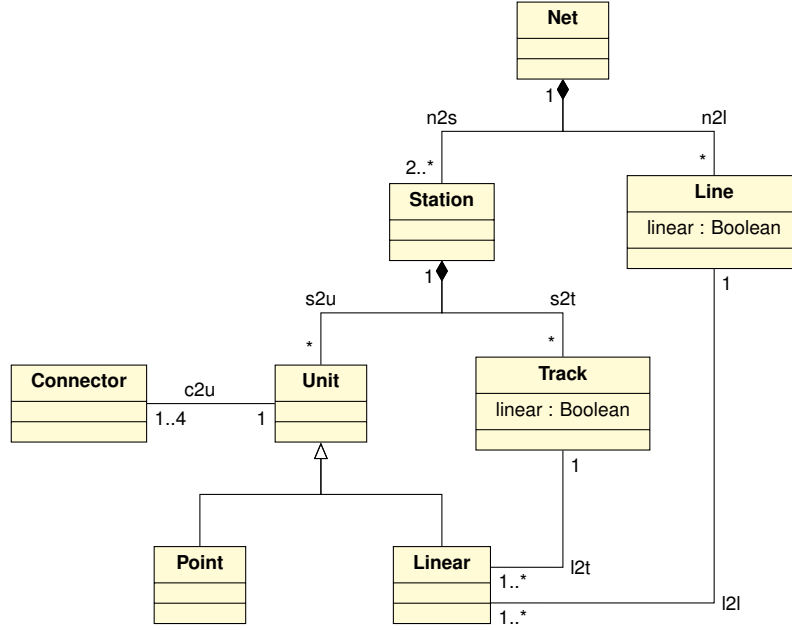 Net
1
n2s
n2l
2..*
*
Station
Line
linear : Boolean
1
1
s2u
s2t
*
*
Connector
c2u
Unit
Track
1..4
1
linear : Boolean
1
Point
Linear
1..*
l2t
1..*
l2l